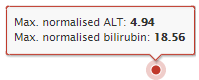 Max. normalised ALT: 4.94
Max. normalised bilirubin: 18.56